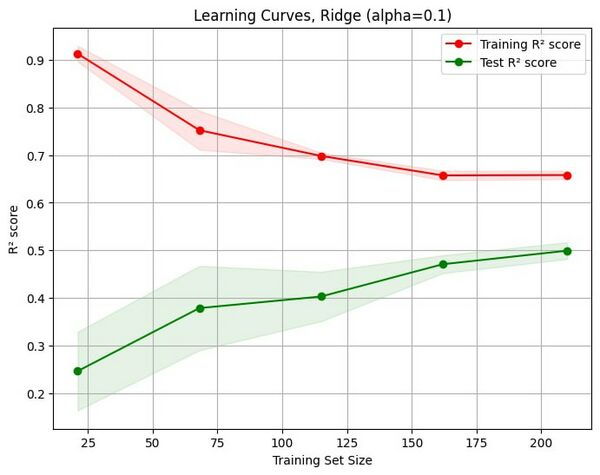 Learning Curves, Ridge (alpha=0.1)
Training R² score
Test R² score
R² score
0.9
0.8
0.7
0.6
0.5
0.4
0.3
0.2
25 50 75 100 125 150 175 200
Training Set Size